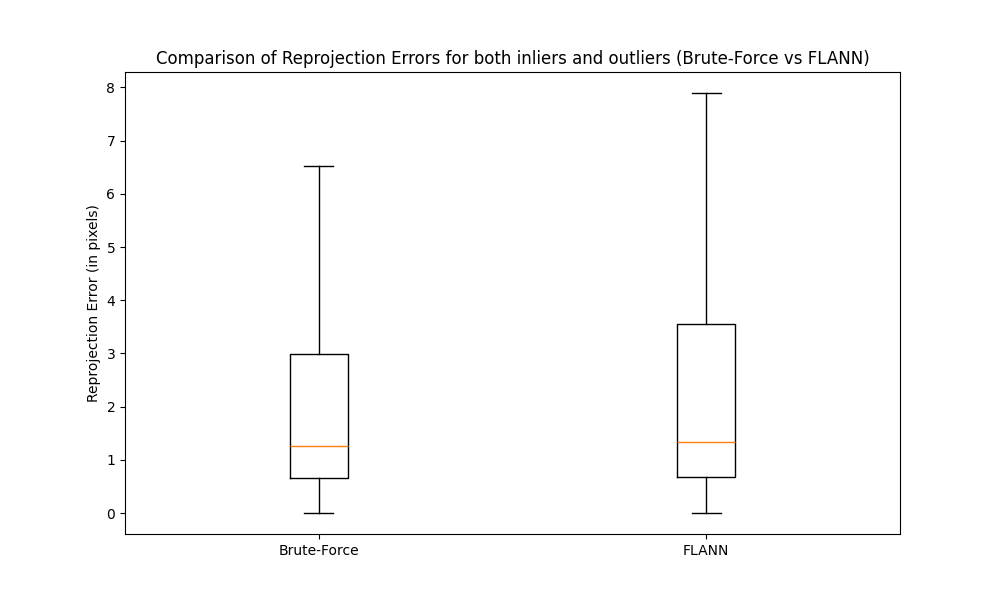 Comparison of Reprojection Errors for both inliers and outliers (Brute-Force vs FLANN)
Reprojection Error (in pixels)
8
7
6
5
4
3
2
1
0
Brute-Force
FLANN